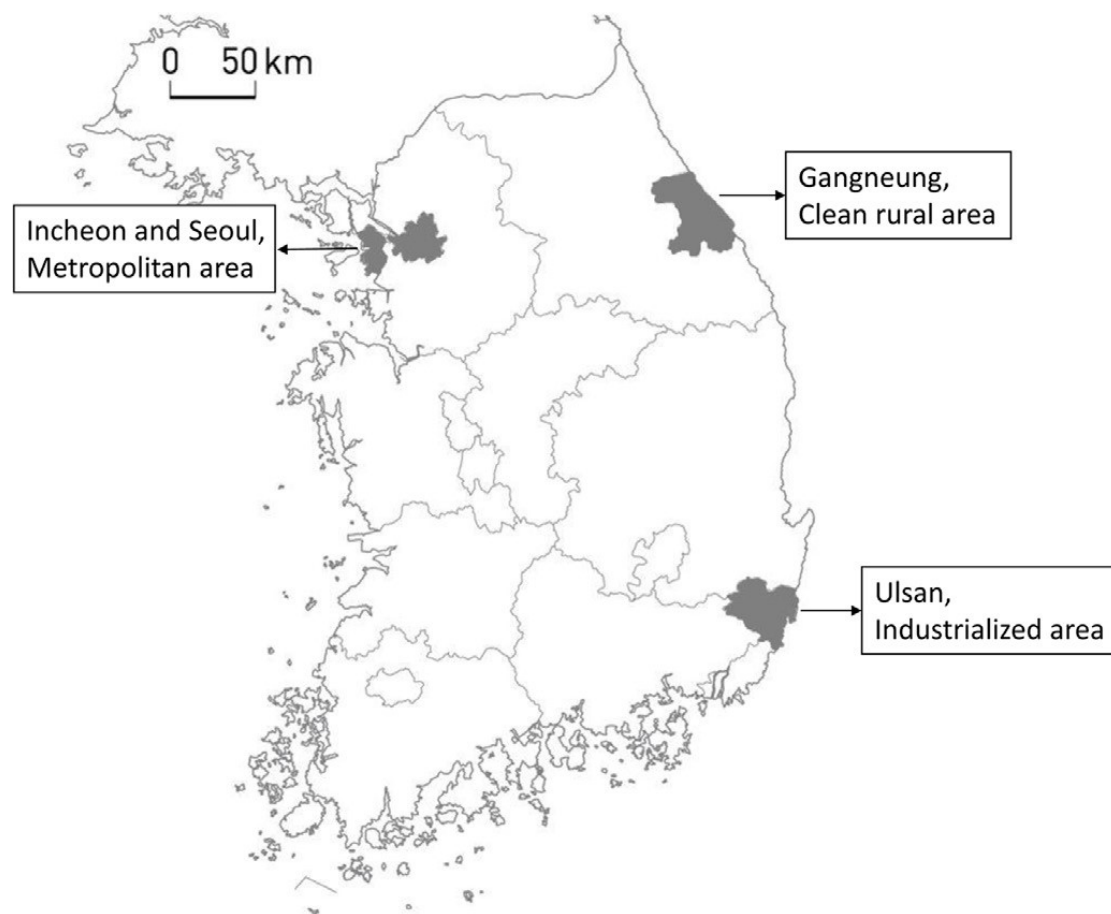 0 50 km
Gangneung,
Clean rural area
Incheon and Seoul,
Metropolitan area
Ulsan,
Industrialized area